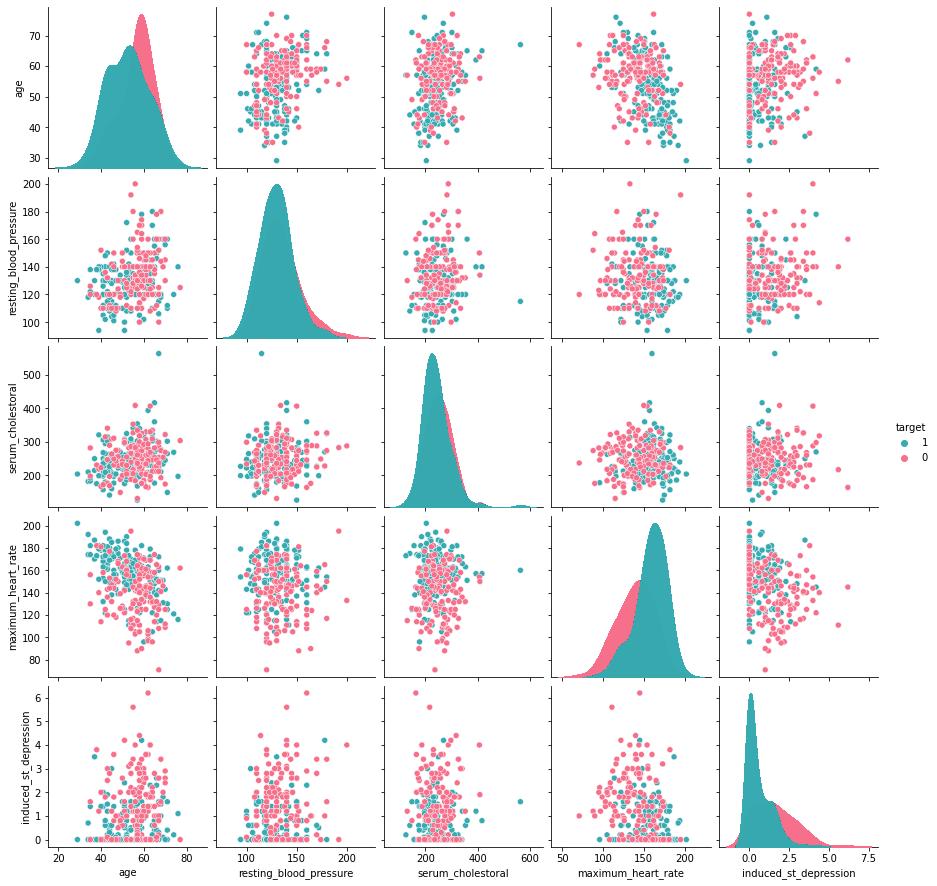 70
60
50
40
30
age
200
180
160
140
120
100
resting_blood_pressure
500
400
300
200
serum_cholestoral
target
1
0
200
180
160
140
120
100
80
maximum_heart_rate
6
5
4
3
2
1
0
induced_st_depression
20 40 60 80
100 150 200
200 400 600
50 100 150 200
0.0 2.5 5.0 7.5
age
resting_blood_pressure
serum_cholestoral
maximum_heart_rate
induced_st_depression